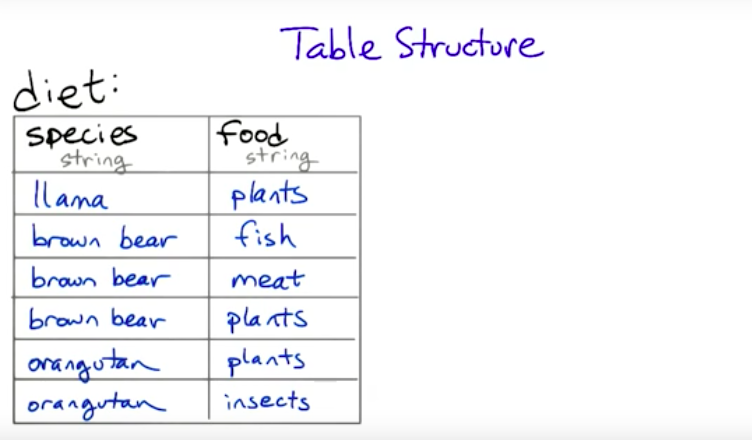 Table Structure
diet:
species food
string string
llama plants
brown bear fish
brown bear meat
brown bear plants
orangutan plants
orangutan insects